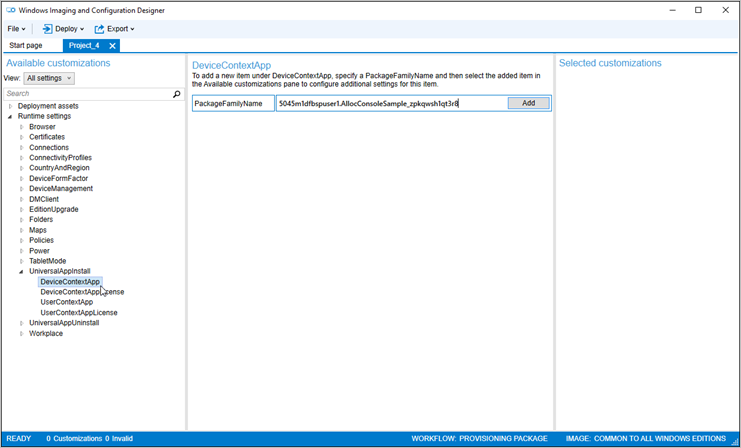 Windows Imaging and Configuration Designer
File Deploy Export
Start page Project_4
Available customizations
View: All settings
Search
Deployment assets
Runtime settings
Browser
Certificates
Connections
ConnectivityProfiles
CountryAndRegion
DeviceFormFactor
DeviceManagement
DMClient
EditionUpgrade
Folders
Maps
Policies
Power
TabletMode
UniversalAppInstall
DeviceContextApp
DeviceContextAppLicense
UserContextApp
UserContextAppLicense
UniversalAppUninstall
Workplace
DeviceContextApp
To add a new item under DeviceContextApp, specify a PackageFamilyName and then select the added item in
the Available customizations pane to configure additional settings for this item.
PackageFamilyName 5045m1dfbspuser1.AllocConsoleSample_zpkqwsh1qt3r8 Add
Selected customizations
READY 0 Customizations 0 Invalid WORKFLOW: PROVISIONING PACKAGE IMAGE: COMMON TO ALL WINDOWS EDITIONS